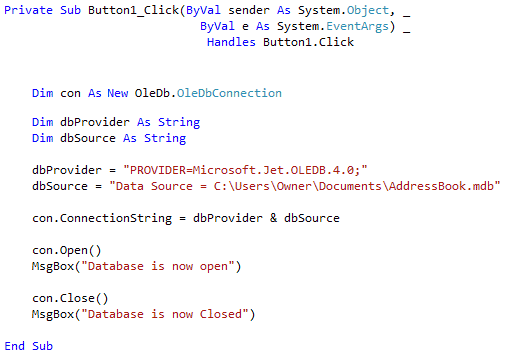 Private Sub Button1_Click(ByVal sender As System.Object, _
ByVal e As System.EventArgs) _
Handles Button1.Click
Dim con As New OleDb.OleDbConnection
Dim dbProvider As String
Dim dbSource As String
dbProvider = "PROVIDER=Microsoft.Jet.OLEDB.4.0;"
dbSource = "Data Source = C:\Users\Owner\Documents\AddressBook.mdb"
con.ConnectionString = dbProvider & dbSource
con.Open()
MsgBox("Database is now open")
con.Close()
MsgBox("Database is now Closed")
End Sub